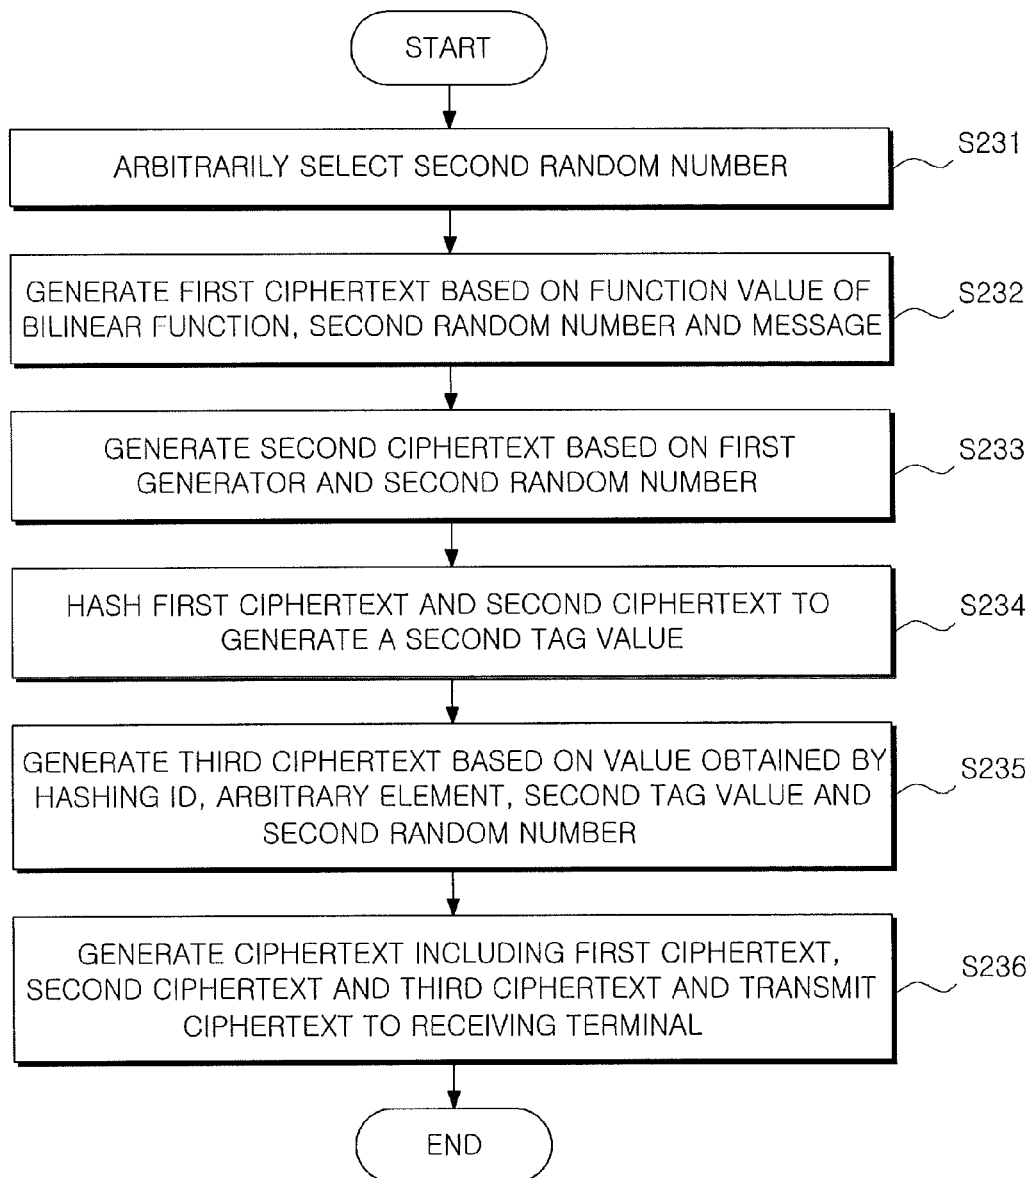 START
ARBITRARILY SELECT SECOND RANDOM NUMBER
S231
GENERATE FIRST CIPHERTEXT BASED ON FUNCTION VALUE OF
BILINEAR FUNCTION, SECOND RANDOM NUMBER AND MESSAGE
S232
GENERATE SECOND CIPHERTEXT BASED ON FIRST
GENERATOR AND SECOND RANDOM NUMBER
S233
HASH FIRST CIPHERTEXT AND SECOND CIPHERTEXT TO
GENERATE A SECOND TAG VALUE
S234
GENERATE THIRD CIPHERTEXT BASED ON VALUE OBTAINED BY
HASHING ID, ARBITRARY ELEMENT, SECOND TAG VALUE AND
SECOND RANDOM NUMBER
S235
GENERATE CIPHERTEXT INCLUDING FIRST CIPHERTEXT,
SECOND CIPHERTEXT AND THIRD CIPHERTEXT AND TRANSMIT
CIPHERTEXT TO RECEIVING TERMINAL
S236
END